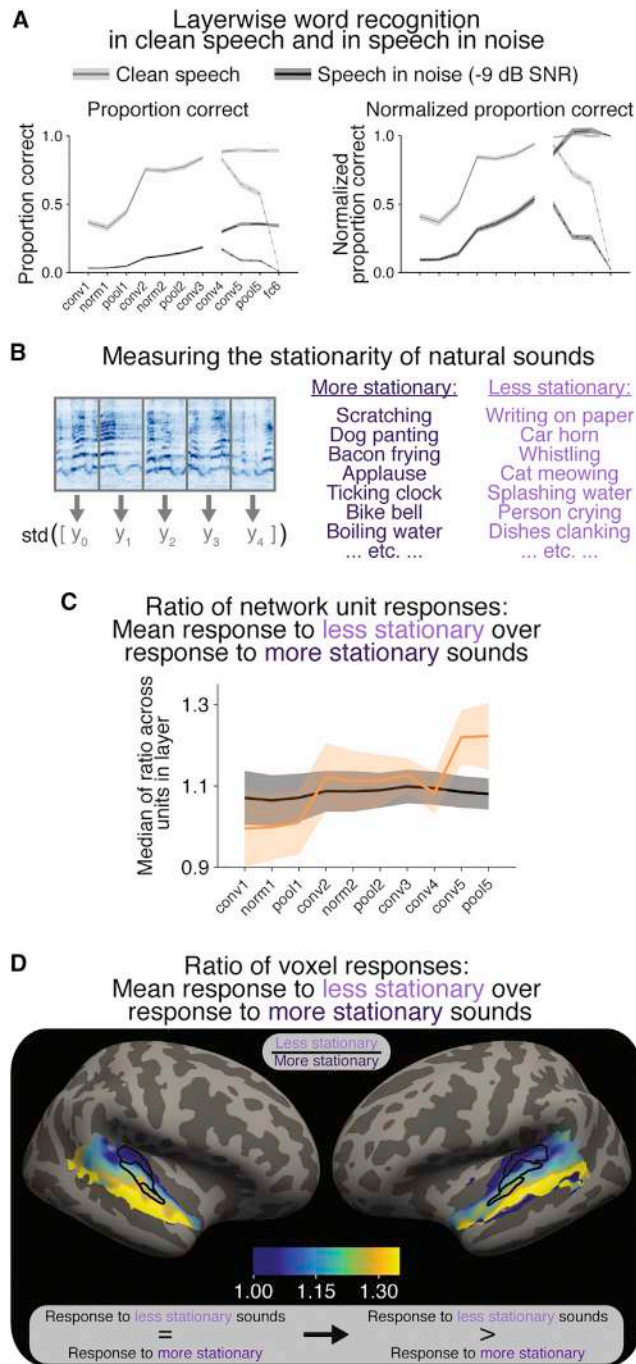 A
Layerwise word recognition
in clean speech and in speech in noise
Clean speech
Speech in noise (-9 dB SNR)
Proportion correct
Normalized proportion correct
1.0
0.5
0.0
Proportion correct
conv1
norm1
pool1
conv2
norm2
pool2
conv3
conv4
conv5
pool5
fc6
1.0
0.5
0.0
Normalized
proportion correct
B
Measuring the stationarity of natural sounds
std([ y0 y1 y2 y3 y4 ])
More stationary:
Scratching
Dog panting
Bacon frying
Applause
Ticking clock
Bike bell
Boiling water
... etc. ...
Less stationary:
Writing on paper
Car horn
Whistling
Cat meowing
Splashing water
Person crying
Dishes clanking
... etc. ...
C
Ratio of network unit responses:
Mean response to less stationary over
response to more stationary sounds
Median of ratio across
units in layer
1.3
1.1
0.9
conv1
norm1
pool1
conv2
norm2
pool2
conv3
conv4
conv5
pool5
D
Ratio of voxel responses:
Mean response to less stationary over
response to more stationary sounds
Less stationary
More stationary
1.00 1.15 1.30
Response to less stationary sounds
=
Response to more stationary
Response to less stationary sounds
>
Response to more stationary